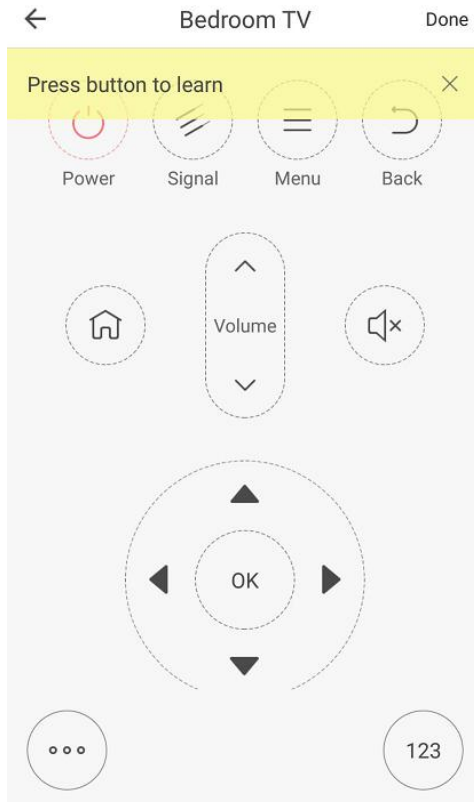 Bedroom TV
Done
Press button to learn
Power
Signal
Menu
Back
Volume
OK
123